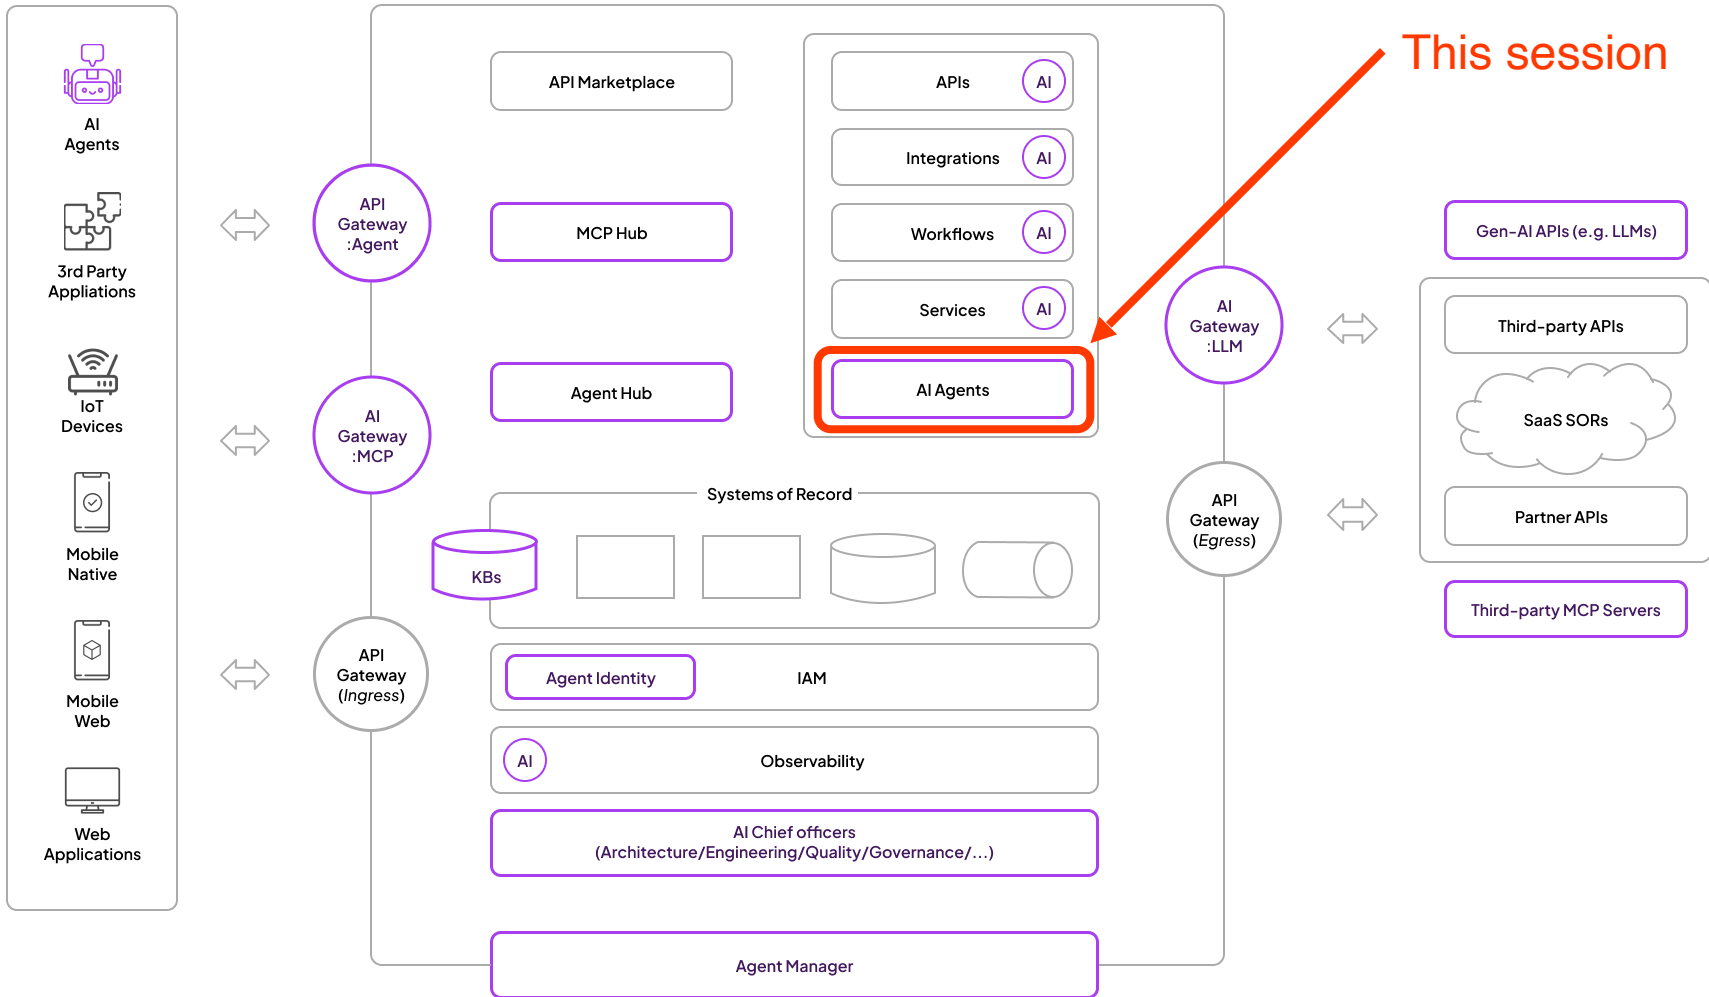 This session
AI
Agents
3rd Party
Appliations
IoT
Devices
Mobile
Native
Mobile
Web
Web
Applications
API
Gateway
:Agent
AI
Gateway
:MCP
API
Gateway
(Ingress)
API Marketplace
MCP Hub
Agent Hub
APIs
AI
Integrations
AI
Workflows
AI
Services
AI
AI Agents
Systems of Record
KBs
Agent Identity
IAM
AI
Observability
AI Chief officers
(Architecture/Engineering/Quality/Governance/...)
Agent Manager
AI
Gateway
:LLM
API
Gateway
(Egress)
Gen-AI APIs (e.g. LLMs)
Third-party APIs
SaaS SORs
Partner APIs
Third-party MCP Servers